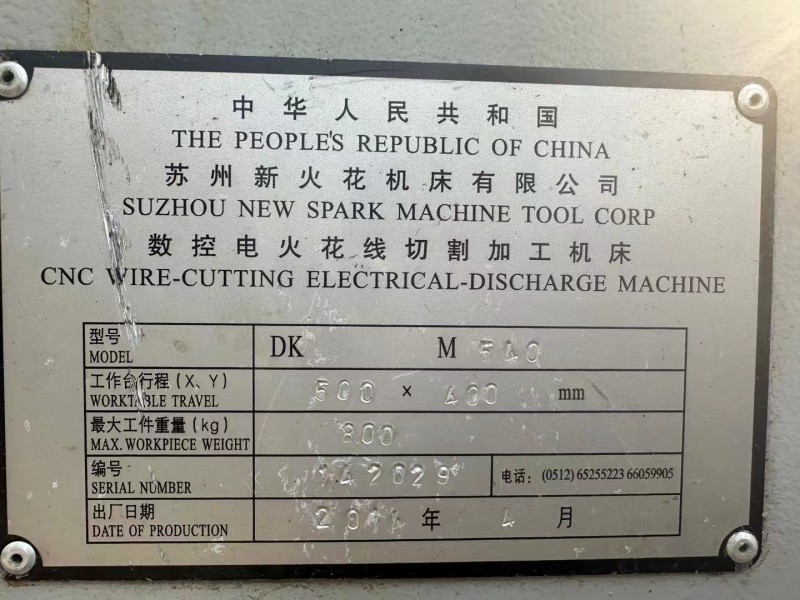 中华人民共和国
THE PEOPLE'S REPUBLIC OF CHINA
苏州新火花机床有限公司
SUZHOU NEW SPARK MACHINE TOOL CORP
数控电火花线切割加工机床
CNC WIRE-CUTTING ELECTRICAL-DISCHARGE MACHINE
型号 DK M 540
MODEL
工作台行程(X、Y) 500 × 400 mm
WORKTABLE TRAVEL
最大工件重量(kg) 800
MAX.WORKPIECE WEIGHT
编号 电话: (0512) 65255223 66059905
SERIAL NUMBER
出厂日期 年 4 月
DATE OF PRODUCTION